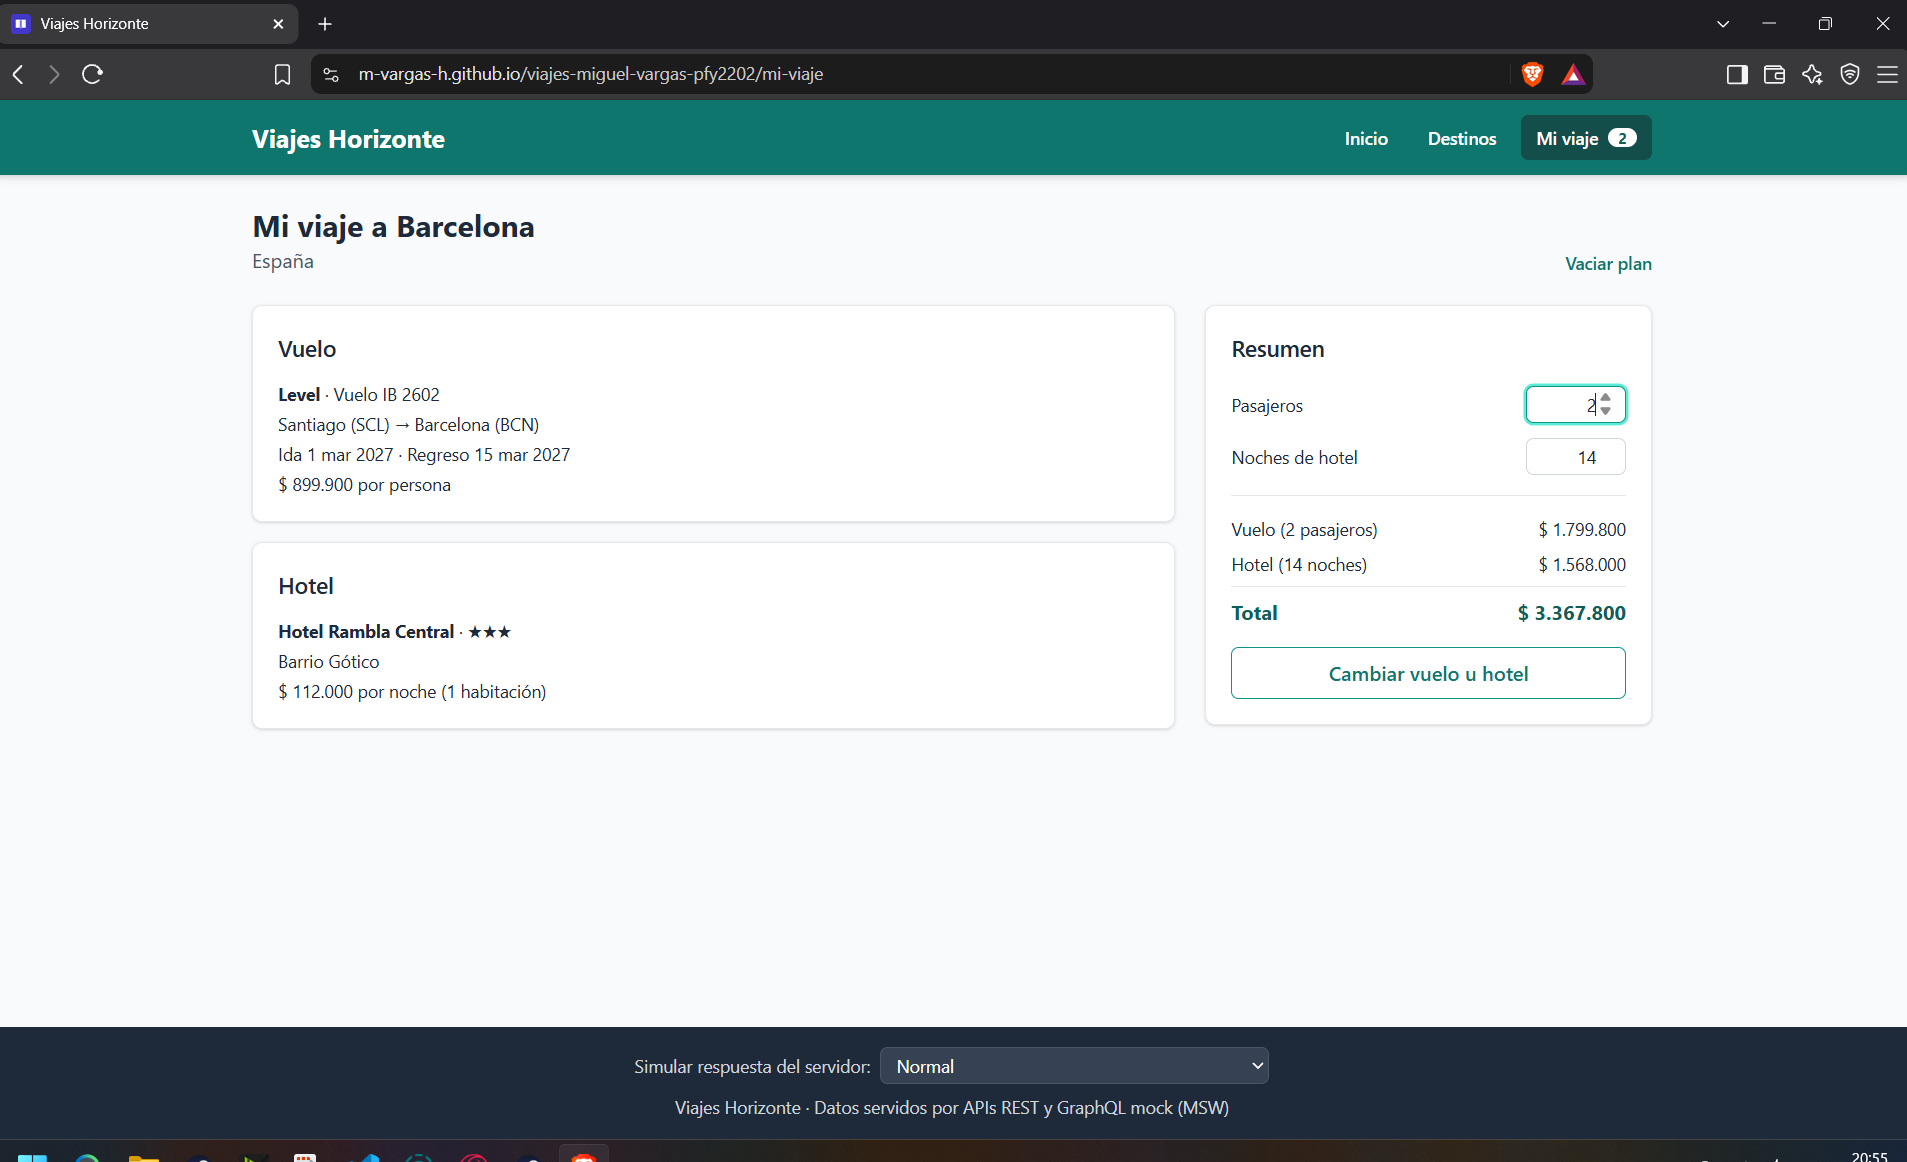 Viajes Horizonte
m-vargas-h.github.io/viajes-miguel-vargas-pfy2202/mi-viaje
Viajes Horizonte
Inicio
Destinos
Mi viaje 2
Mi viaje a Barcelona
España
Vaciar plan
Vuelo
Level · Vuelo IB 2602
Santiago (SCL) → Barcelona (BCN)
Ida 1 mar 2027 · Regreso 15 mar 2027
$ 899.900 por persona
Hotel
Hotel Rambla Central · ★★★
Barrio Gótico
$ 112.000 por noche (1 habitación)
Resumen
Pasajeros 2
Noches de hotel 14
Vuelo (2 pasajeros) $ 1.799.800
Hotel (14 noches) $ 1.568.000
Total $ 3.367.800
Cambiar vuelo u hotel
Simular respuesta del servidor: Normal
Viajes Horizonte · Datos servidos por APIs REST y GraphQL mock (MSW)
20:55